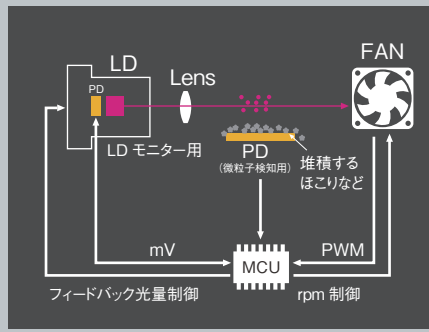 FAN
LD
Lens
PD
LD モニター用
PD
(微粒子検知用)
堆積する
ほこりなど
mV
PWM
MCU
フィードバック光量制御
rpm 制御